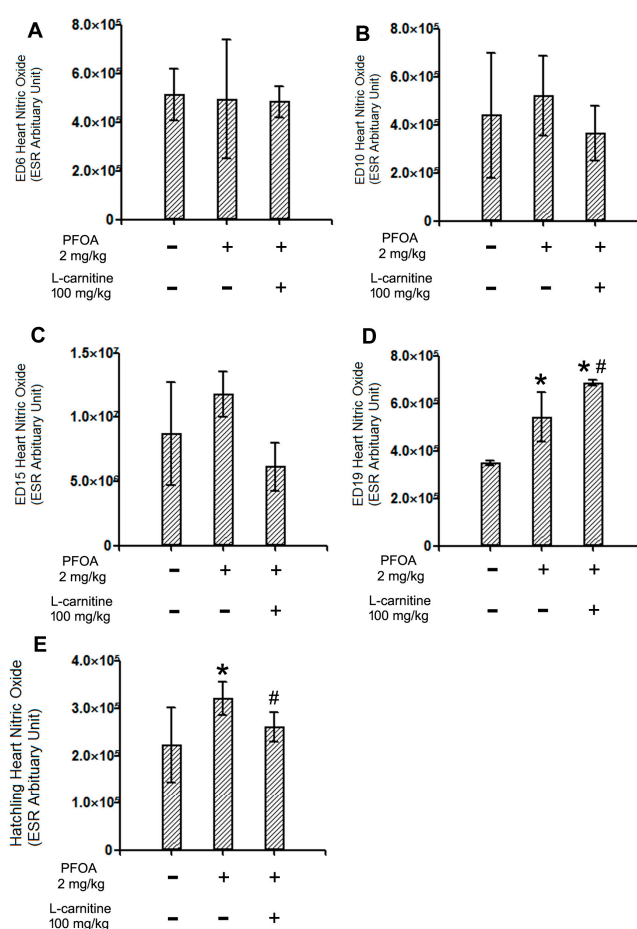 A
ED6 Heart Nitric Oxide
(ESR Arbituary Unit)
8.0×10⁵
6.0×10⁵
4.0×10⁵
2.0×10⁵
0
PFOA
2 mg/kg
− + +
L-carnitine
100 mg/kg
− − +
B
ED10 Heart Nitric Oxide
(ESR Arbituary Unit)
8.0×10⁵
6.0×10⁵
4.0×10⁵
2.0×10⁵
0
PFOA
2 mg/kg
− + +
L-carnitine
100 mg/kg
− − +
C
ED15 Heart Nitric Oxide
(ESR Arbituary Unit)
1.5×10⁷
1.0×10⁷
5.0×10⁶
0
PFOA
2 mg/kg
− + +
L-carnitine
100 mg/kg
− − +
D
ED19 Heart Nitric Oxide
(ESR Arbituary Unit)
8.0×10⁵
6.0×10⁵
4.0×10⁵
2.0×10⁵
0
* * #
PFOA
2 mg/kg
− + +
L-carnitine
100 mg/kg
− − +
E
Hatchling Heart Nitric Oxide
(ESR Arbituary Unit)
4.0×10⁵
3.0×10⁵
2.0×10⁵
1.0×10⁵
0
* #
PFOA
2 mg/kg
− + +
L-carnitine
100 mg/kg
− − +